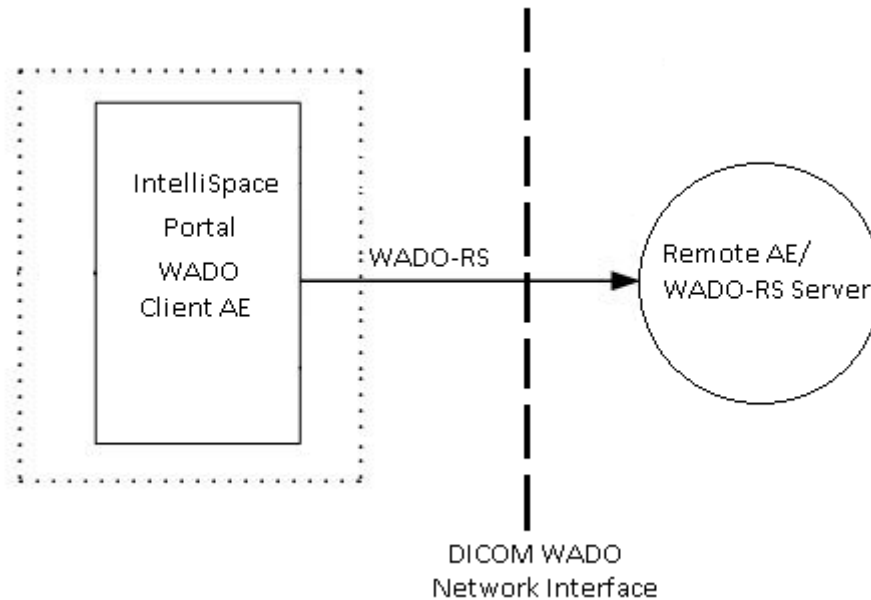 IntelliSpace
Portal
WADO
Client AE
WADO-RS
Remote AE/
WADO-RS Server
DICOM WADO
Network Interface